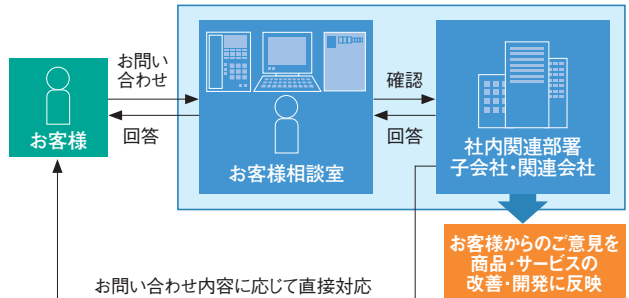 お問い
合わせ
回答
お客様
お客様相談室
確認
回答
社内関連部署
子会社・関連会社
お客様からのご意見を
商品・サービスの
改善・開発に反映
お問い合わせ内容に応じて直接対応